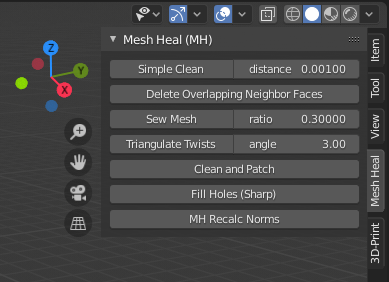 Z
Y
X
Mesh Heal (MH)
Simple Clean distance 0.00100
Delete Overlapping Neighbor Faces
Sew Mesh ratio 0.30000
Triangulate Twists angle 3.00
Clean and Patch
Fill Holes (Sharp)
MH Recalc Norms
Item
Tool
View
Mesh Heal
3D-Print